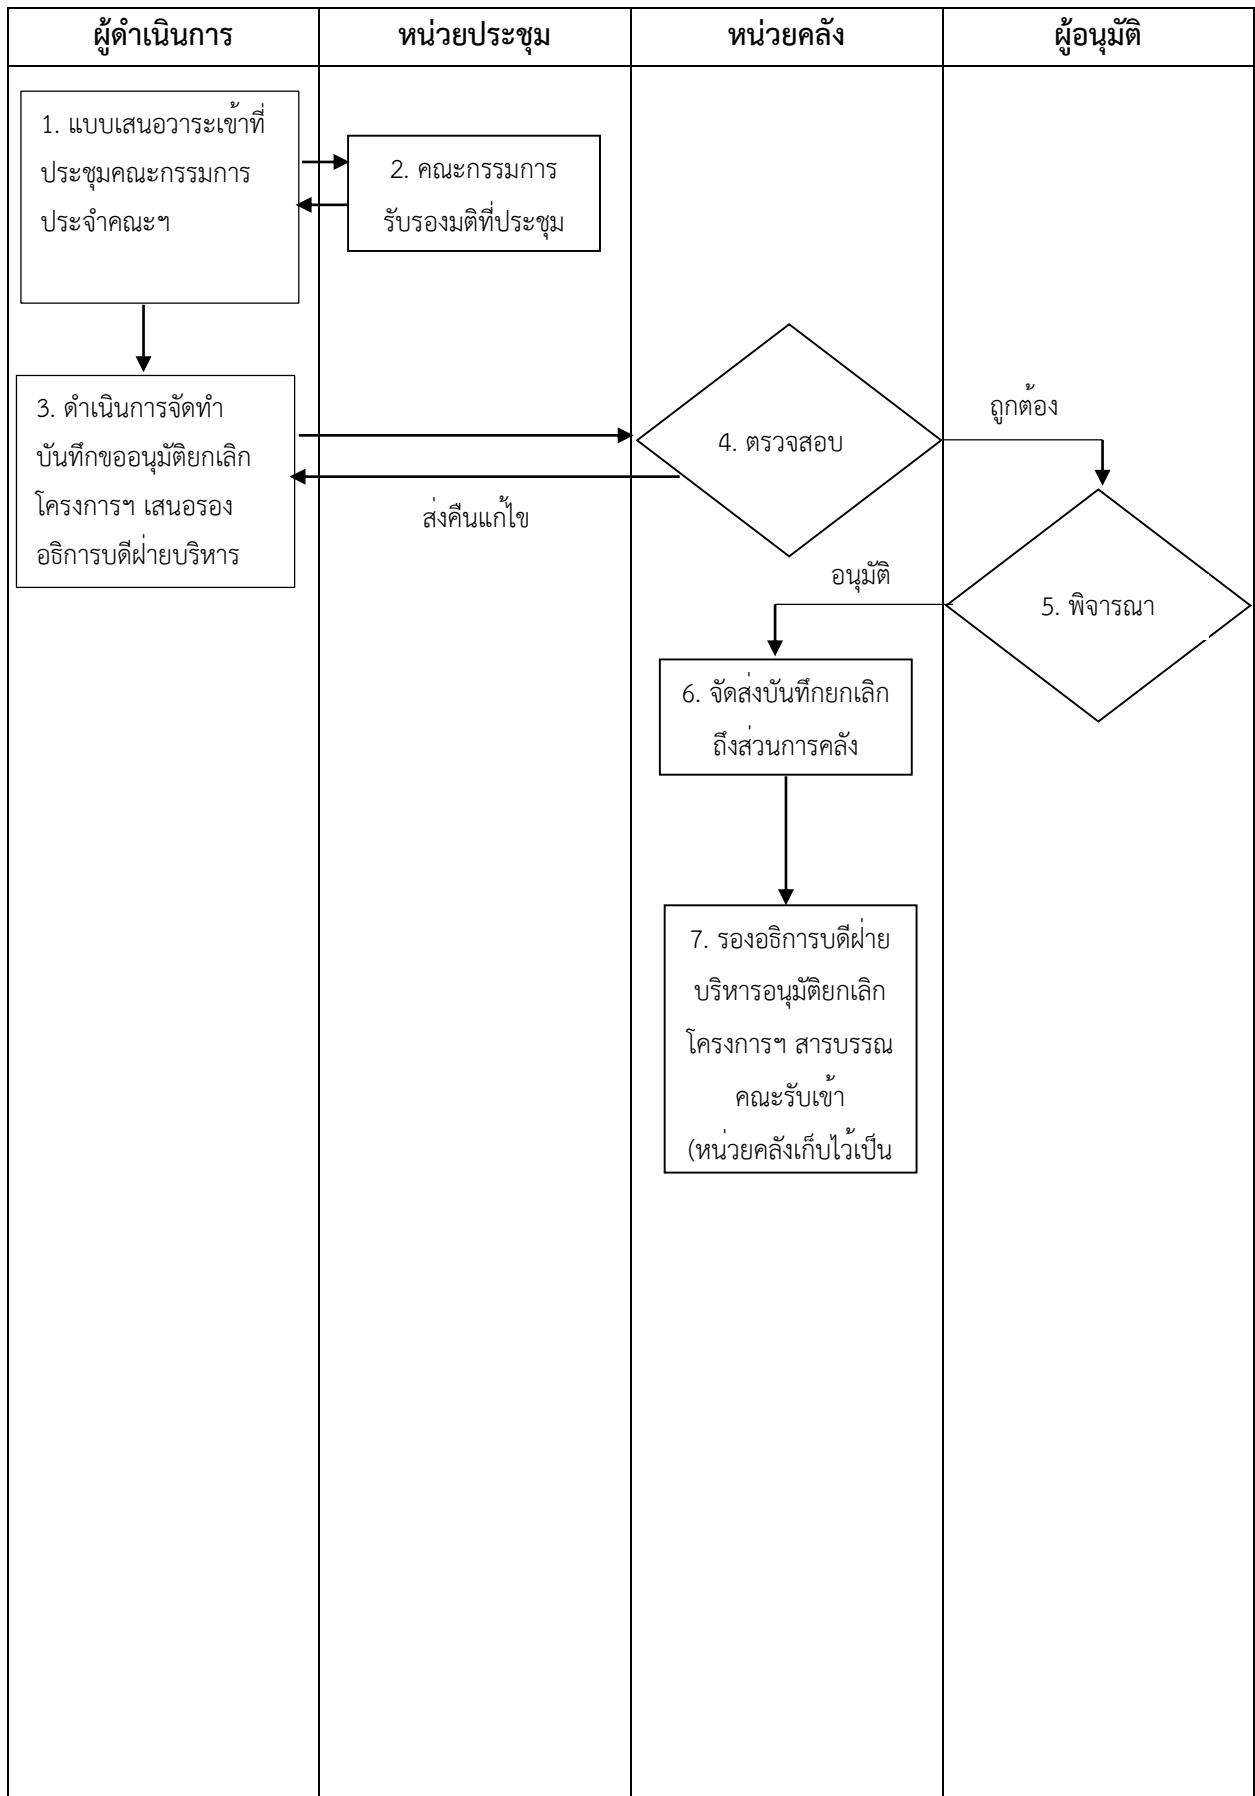 ผู้ดำเนินการ
หน่วยประชุม
หน่วยคลัง
ผู้อนุมัติ
1. แบบเสนอวาระเข้าที่
ประชุมคณะกรรมการ
ประจำคณะฯ
2. คณะกรรมการ
รับรองมติที่ประชุม
3. ดำเนินการจัดทำ
บันทึกขออนุมัติยกเลิก
โครงการฯ เสนอรอง
อธิการบดีฝ่ายบริหาร
4. ตรวจสอบ
ถูกต้อง
ส่งคืนแก้ไข
อนุมัติ
5. พิจารณา
6. จัดส่งบันทึกยกเลิก
ถึงส่วนการคลัง
7. รองอธิการบดีฝ่าย
บริหารอนุมัติยกเลิก
โครงการฯ สารบรรณ
คณะรับเข้า
(หน่วยคลังเก็บไว้เป็น